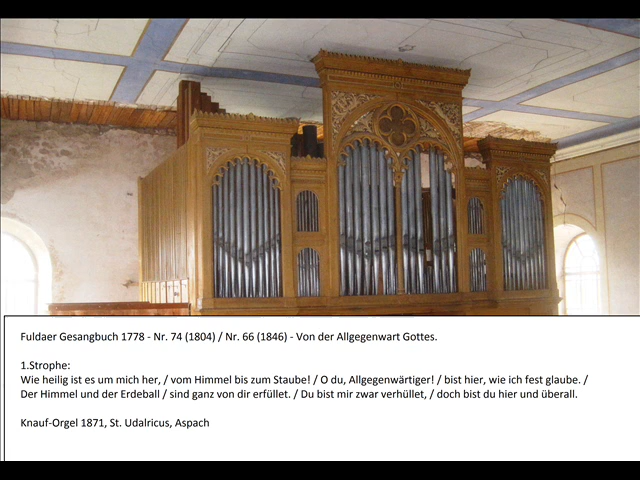 Fuldaer Gesangbuch 1778 - Nr. 74 (1804) / Nr. 66 (1846) - Von der Allgegenwart Gottes.
1.Strophe:
Wie heilig ist es um mich her, / vom Himmel bis zum Staube! / O du, Allgegenwärtiger! / bist hier, wie ich fest glaube. /
Der Himmel und der Erdeball / sind ganz von dir erfüllet. / Du bist mir zwar verhüllet, / doch bist du hier und überall.
Knauf-Orgel 1871, St. Udalricus, Aspach